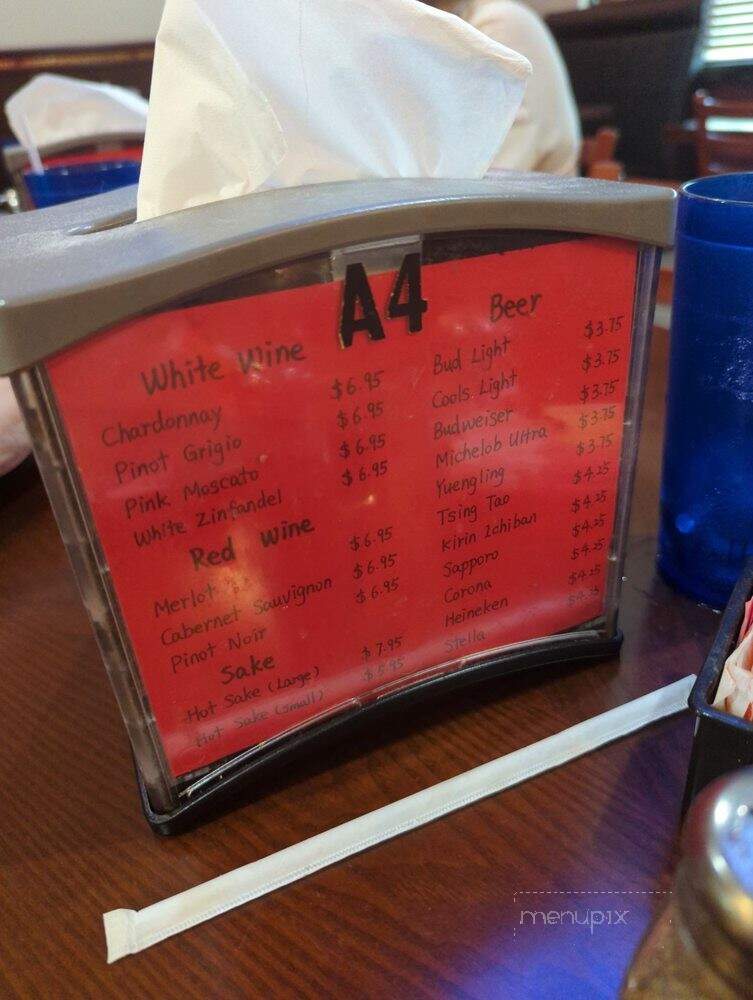 A4
White Wine
Chardonnay $6.95
Pinot Grigio $6.95
Pink Moscato $6.95
White Zinfandel $6.95
Red Wine
Merlot $6.95
Cabernet Sauvignon $6.95
Pinot Noir $6.95
Sake
Hot Sake (Large) $7.95
Hot Sake (Small) $5.95
Beer
Bud Light $3.75
Cools Light $3.75
Budweiser $3.75
Michelob Ultra $3.75
Yuengling $3.75
Tsing Tao $4.25
Kirin Ichiban $4.25
Sapporo $4.25
Corona $4.25
Heineken $4.25
Stella $4.25
menupix